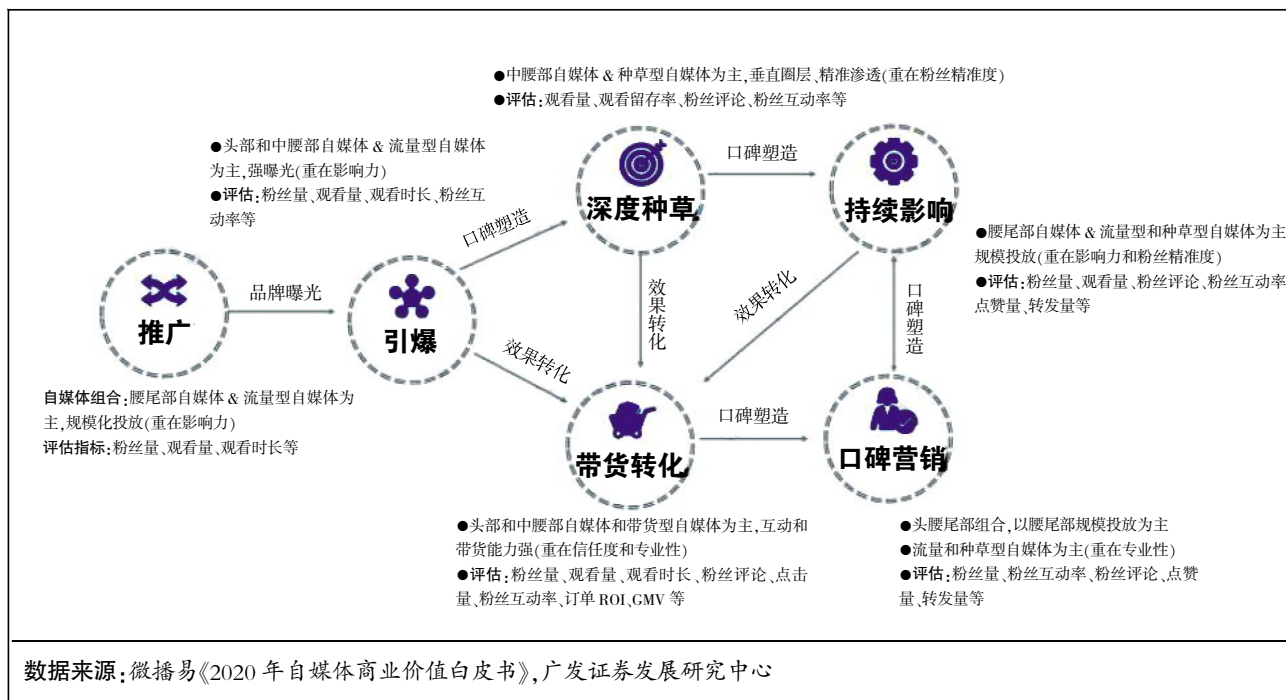 ●中腰部自媒体 & 种草型自媒体为主,垂直圈层、精准渗透(重在粉丝精准度)
●评估:观看量、观看留存率、粉丝评论、粉丝互动率等
●头部和中腰部自媒体 & 流量型自媒体
为主,强曝光(重在影响力)
●评估:粉丝量、观看量、观看时长、粉丝互
动率等
口碑塑造
深度种草
口碑塑造
持续影响
●腰尾部自媒体 & 流量型和种草型自媒体为主
规模投放(重在影响力和粉丝精准度)
●评估:粉丝量、观看量、粉丝评论、粉丝互动率
点赞量、转发量等
推广
品牌曝光
引爆
效果转化
效果转化
效果转化
口碑塑造
自媒体组合:腰尾部自媒体 & 流量型自媒体为
主,规模化投放(重在影响力)
评估指标:粉丝量、观看量、观看时长等
带货转化
口碑塑造
口碑营销
●头部和中腰部自媒体和带货型自媒体为主,互动和
带货能力强(重在信任度和专业性)
●评估:粉丝量、观看量、观看时长、粉丝评论、点击
量、粉丝互动率、订单 ROI、GMV 等
●头腰尾部组合,以腰尾部规模投放为主
●流量和种草型自媒体为主(重在专业性)
●评估:粉丝量、粉丝互动率、粉丝评论、点赞
量、转发量等
数据来源:微播易《2020 年自媒体商业价值白皮书》,广发证券发展研究中心